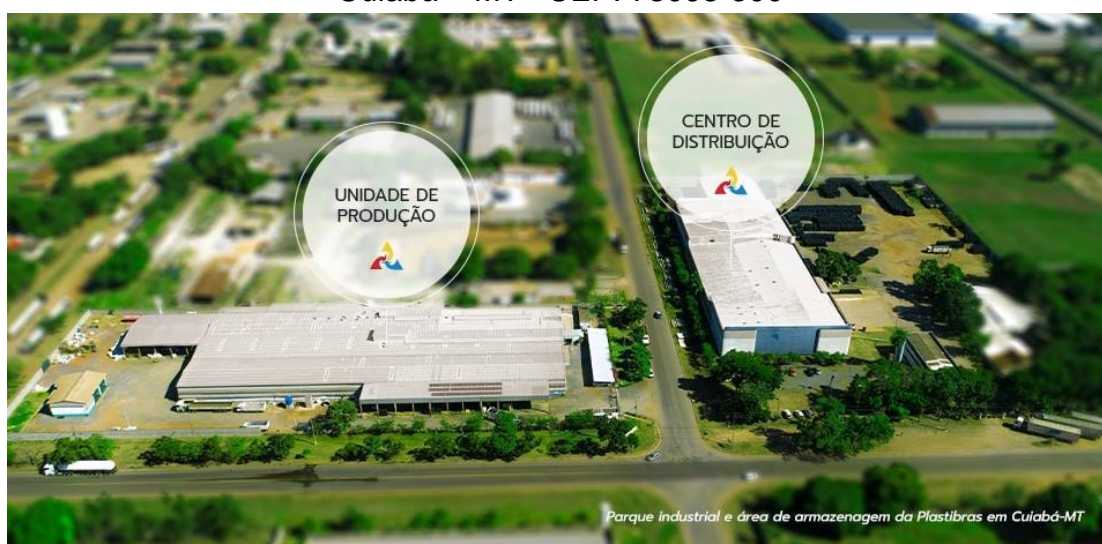 UNIDADE DE
PRODUÇÃO
CENTRO DE
DISTRIBUIÇÃO
Parque industrial e área de armazenagem da Plastibras em Cuiabá-MT